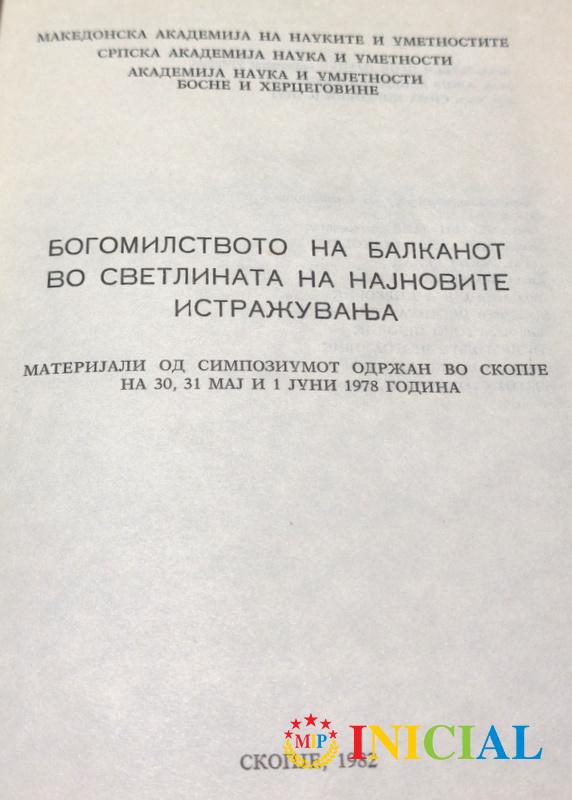 МАКЕДОНСКА АКАДЕМИЈА НА НАУКИТЕ И УМЕТНОСТИТЕ
СРПСКА АКАДЕМИЈА НАУКА И УМЕТНОСТИ
АКАДЕМИЈА НАУКА И УМЈЕТНОСТИ
БОСНЕ И ХЕРЦЕГОВИНЕ
БОГОМИЛСТВОТО НА БАЛКАНОТ
ВО СВЕТЛИНАТА НА НАЈНОВИТЕ
ИСТРАЖУВАЊА
МАТЕРИЈАЛИ ОД СИМПОЗИУМОТ ОДРЖАН ВО СКОПЈЕ
НА 30, 31 МАЈ И 1 ЈУНИ 1978 ГОДИНА
MIP INICIAL
СКОПЈЕ, 1982